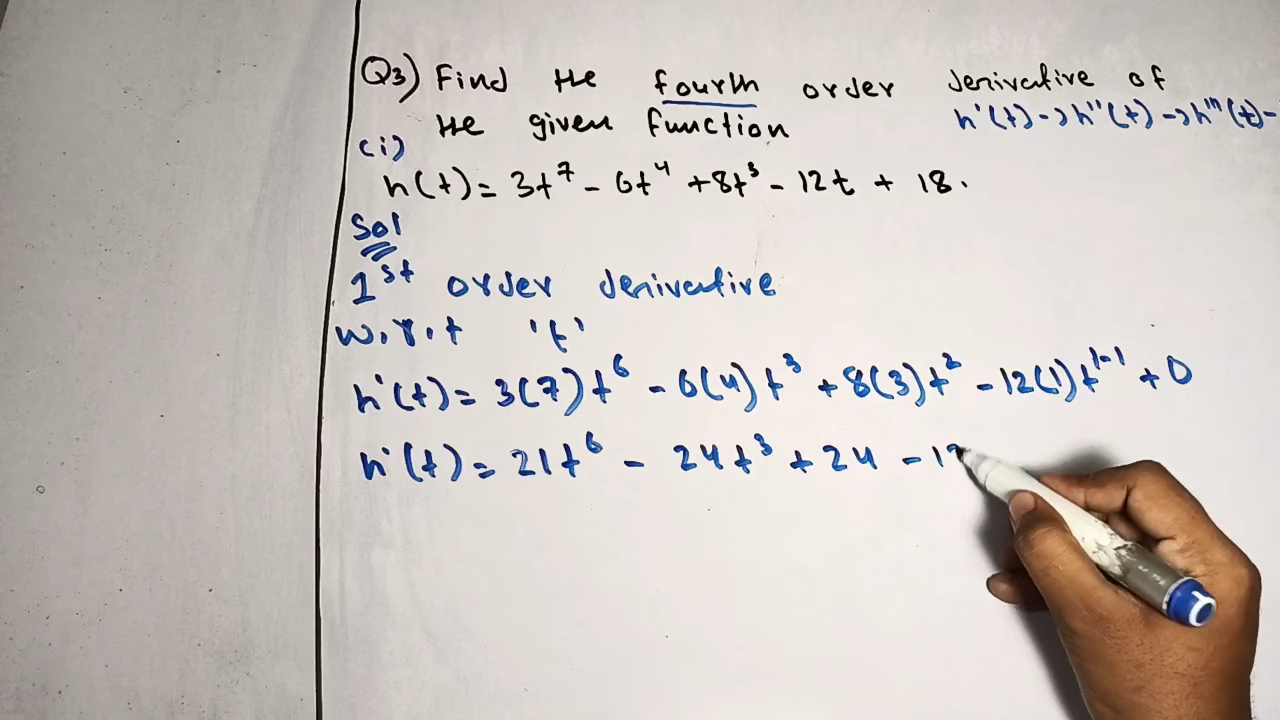 Q3) Find the fourth order derivative of
the given function h'(t)->h''(t)->h'''(t)-
(i)
h(t) = 3t⁷ - 6t⁴ + 8t³ - 12t + 18.
Sol
1st order derivative
w.r.t 't'
h'(t) = 3(7)t⁶ - 6(4)t³ + 8(3)t² - 12(1)t¹⁻¹ + 0
h'(t) = 21t⁶ - 24t³ + 24 - 12